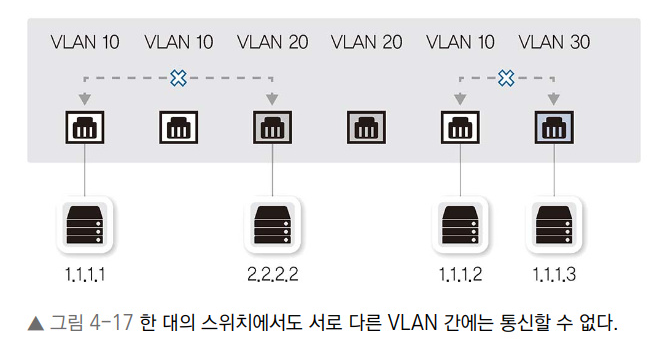 VLAN 10 VLAN 10 VLAN 20 VLAN 20 VLAN 10 VLAN 30
1.1.1.1 2.2.2.2 1.1.1.2 1.1.1.3
▲ 그림 4-17 한 대의 스위치에서도 서로 다른 VLAN 간에는 통신할 수 없다.